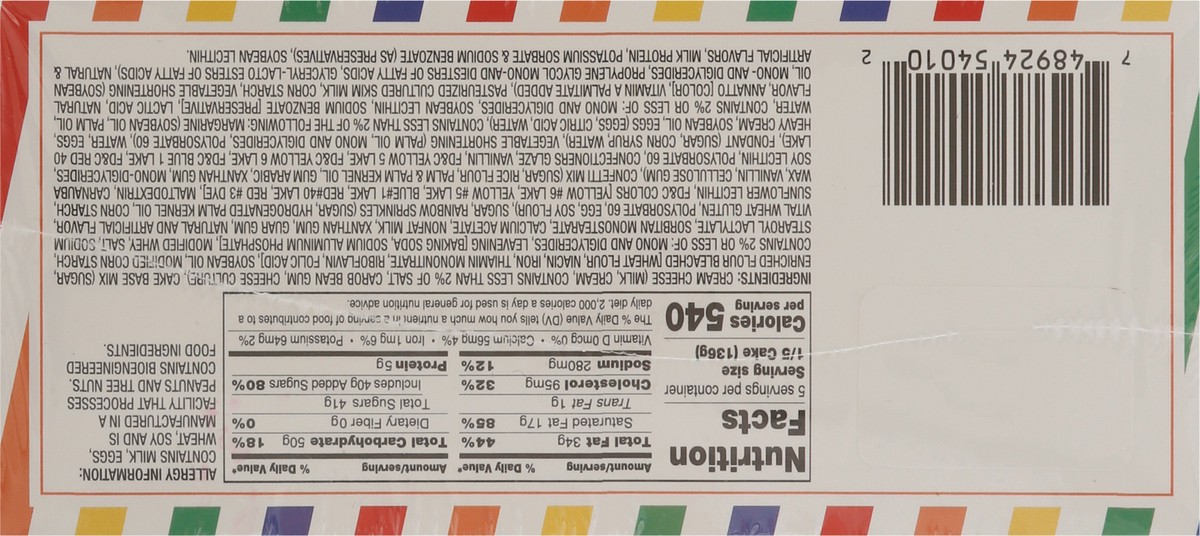 Nutrition
Facts
5 servings per container
Serving size
1/5 Cake (136g)
Calories
per serving
540
Amount/serving % Daily Value*
Total Fat 34g 44%
Saturated Fat 17g 85%
Trans Fat 1g
Cholesterol 95mg 32%
Sodium 280mg 12%
Amount/serving % Daily Value*
Total Carbohydrate 50g 18%
Dietary Fiber 0g 0%
Total Sugars 41g
Includes 40g Added Sugars 80%
Protein 5g
Vitamin D 0mcg 0% • Calcium 56mg 4% • Iron 1mg 6% • Potassium 64mg 2%
The % Daily Value (DV) tells you how much a nutrient in a serving of food contributes to a
daily diet. 2,000 calories a day is used for general nutrition advice.
ALLERGY INFORMATION:
CONTAINS MILK, EGGS,
WHEAT, SOY AND IS
MANUFACTURED IN A
FACILITY THAT PROCESSES
PEANUTS AND TREE NUTS.
CONTAINS BIOENGINEERED
FOOD INGREDIENTS.
INGREDIENTS: CREAM CHEESE (MILK, CREAM, CONTAINS LESS THAN 2% OF SALT, CAROB BEAN GUM, CHEESE CULTURE), CAKE BASE MIX (SUGAR,
ENRICHED FLOUR BLEACHED [WHEAT FLOUR, NIACIN, IRON, THIAMIN MONONITRATE, RIBOFLAVIN, FOLIC ACID], SOYBEAN OIL, MODIFIED CORN STARCH,
CONTAINS 2% OR LESS OF: MONO AND DIGLYCERIDES, LEAVENING [BAKING SODA, SODIUM ALUMINUM PHOSPHATE], MODIFIED WHEY, SALT, SODIUM
STEAROYL LACTYLATE, SORBITAN MONOSTEARATE, CALCIUM ACETATE, NONFAT MILK, XANTHAN GUM, GUAR GUM, NATURAL AND ARTIFICIAL FLAVOR,
VITAL WHEAT GLUTEN, POLYSORBATE 60, EGG, SOY FLOUR), SUGAR, RAINBOW SPRINKLES (SUGAR, HYDROGENATED PALM KERNEL OIL, CORN STARCH,
SUNFLOWER LECITHIN, FD&C COLORS [YELLOW #6 LAKE, YELLOW #5 LAKE, BLUE#1 LAKE, RED#40 LAKE, RED #3 DYE], MALTODEXTRIN, CARNAUBA
WAX, VANILLIN, CELLULOSE GUM), CONFETTI MIX (SUGAR, RICE FLOUR, PALM & PALM KERNEL OIL, GUM ARABIC, XANTHAN GUM, MONO-DIGLYCERIDES,
SOY LECITHIN, POLYSORBATE 60, CONFECTIONERS GLAZE, VANILLIN, FD&C YELLOW 5 LAKE, FD&C YELLOW 6 LAKE, FD&C BLUE 1 LAKE, FD&C RED 40
LAKE), FONDANT (SUGAR, CORN SYRUP, WATER), VEGETABLE SHORTENING (PALM OIL, MONO AND DIGLYCERIDES, POLYSORBATE 60), WATER, EGGS
HEAVY CREAM, SOYBEAN OIL, EGGS (EGGS, CITRIC ACID, WATER), CONTAINS LESS THAN 2% OF THE FOLLOWING: MARGARINE (SOYBEAN OIL, PALM OIL,
WATER, CONTAINS 2% OR LESS OF: MONO AND DIGLYCERIDES, SOYBEAN LECITHIN, SODIUM BENZOATE [PRESERVATIVE], LACTIC ACID, NATURAL
FLAVOR, ANNATTO [COLOR], VITAMIN A PALMITATE ADDED), PASTEURIZED CULTURED SKIM MILK, CORN STARCH, VEGETABLE SHORTENING (SOYBEAN
OIL, MONO- AND DIGLYCERIDES, PROPYLENE GLYCOL MONO-AND DIESTERS OF FATTY ACIDS, GLYCERYL-LACTO ESTERS OF FATTY ACIDS), NATURAL &
ARTIFICIAL FLAVORS, MILK PROTEIN, POTASSIUM SORBATE & SODIUM BENZOATE (AS PRESERVATIVES), SOYBEAN LECITHIN.
7 48924 54010 2